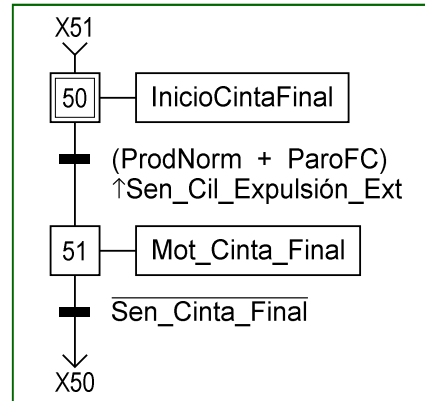 X51
50 InicioCintaFinal
(ProdNorm + ParoFC)
↑Sen_Cil_Expulsión_Ext
51 Mot_Cinta_Final
Sen_Cinta_Final
X50